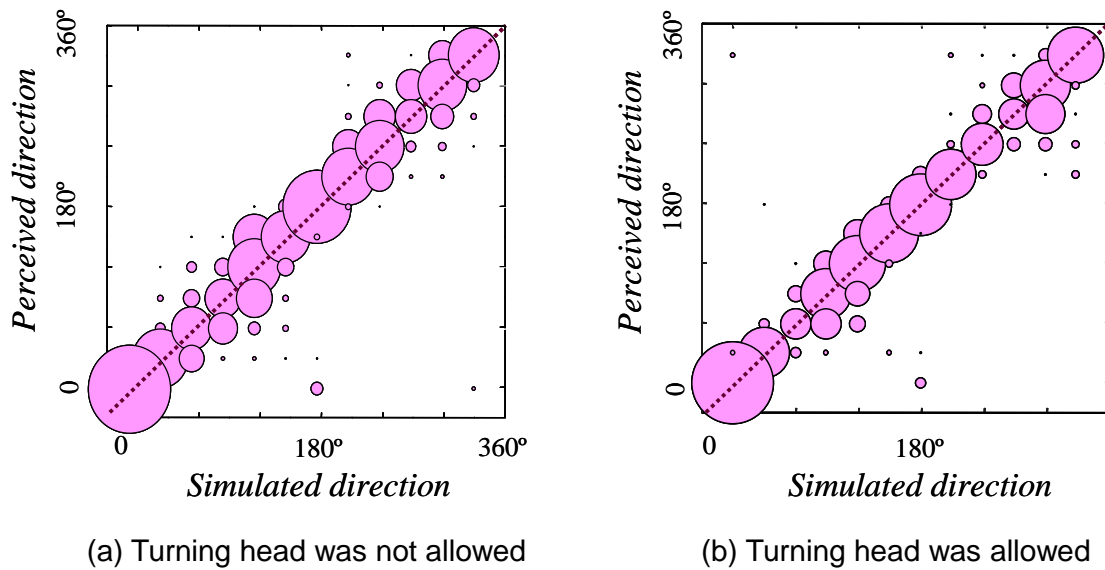 360º
180º
0
Perceived direction
0
180º
360º
Simulated direction
(a) Turning head was not allowed
360º
180º
0
Perceived direction
0
180º
Simulated direction
(b) Turning head was allowed